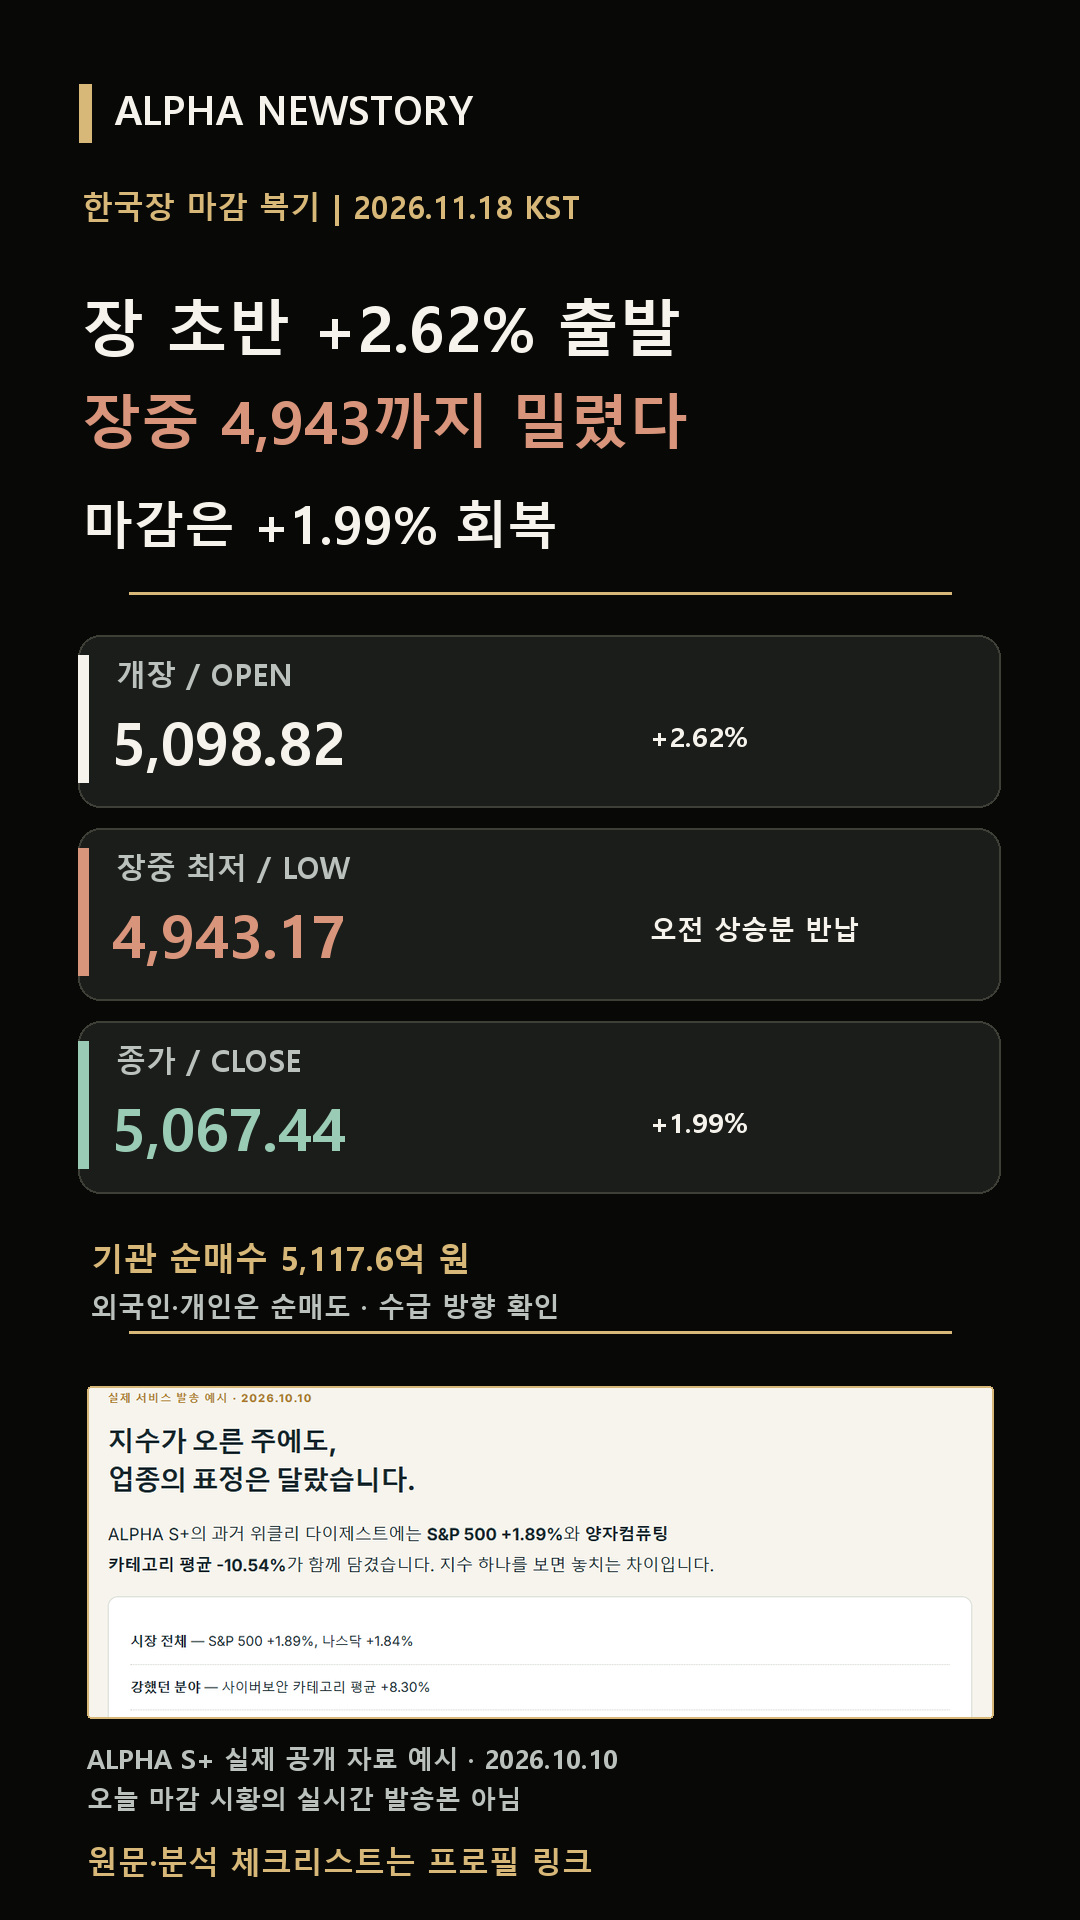 ALPHA NEWSTORY
한국장 마감 복기 | 2026.11.18 KST
장 초반 +2.62% 출발
장중 4,943까지 밀렸다
마감은 +1.99% 회복
개장 / OPEN
5,098.82
+2.62%
장중 최저 / LOW
4,943.17
오전 상승분 반납
종가 / CLOSE
5,067.44
+1.99%
기관 순매수 5,117.6억 원
외국인·개인은 순매도 · 수급 방향 확인
실제 서비스 발송 예시 · 2026.10.10
지수가 오른 주에도,
업종의 표정은 달랐습니다.
ALPHA S+의 과거 위클리 다이제스트에는 S&P 500 +1.89%와 양자컴퓨팅
카테고리 평균 -10.54%가 함께 담겼습니다. 지수 하나를 보면 놓치는 차이입니다.
시장 전체 — S&P 500 +1.89%, 나스닥 +1.84%
강했던 분야 — 사이버보안 카테고리 평균 +8.30%
ALPHA S+ 실제 공개 자료 예시 · 2026.10.10
오늘 마감 시황의 실시간 발송본 아님
원문·분석 체크리스트는 프로필 링크